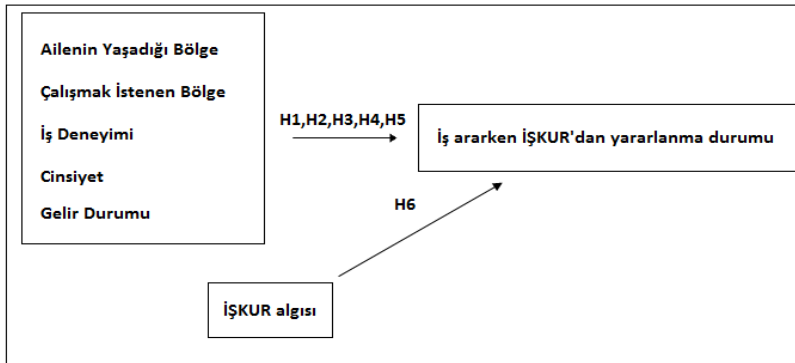 Ailenin Yaşadığı Bölge
Çalışmak İstenen Bölge
İş Deneyimi
Cinsiyet
Gelir Durumu
H1,H2,H3,H4,H5
İş ararken İŞKUR'dan yararlanma durumu
H6
İŞKUR algısı